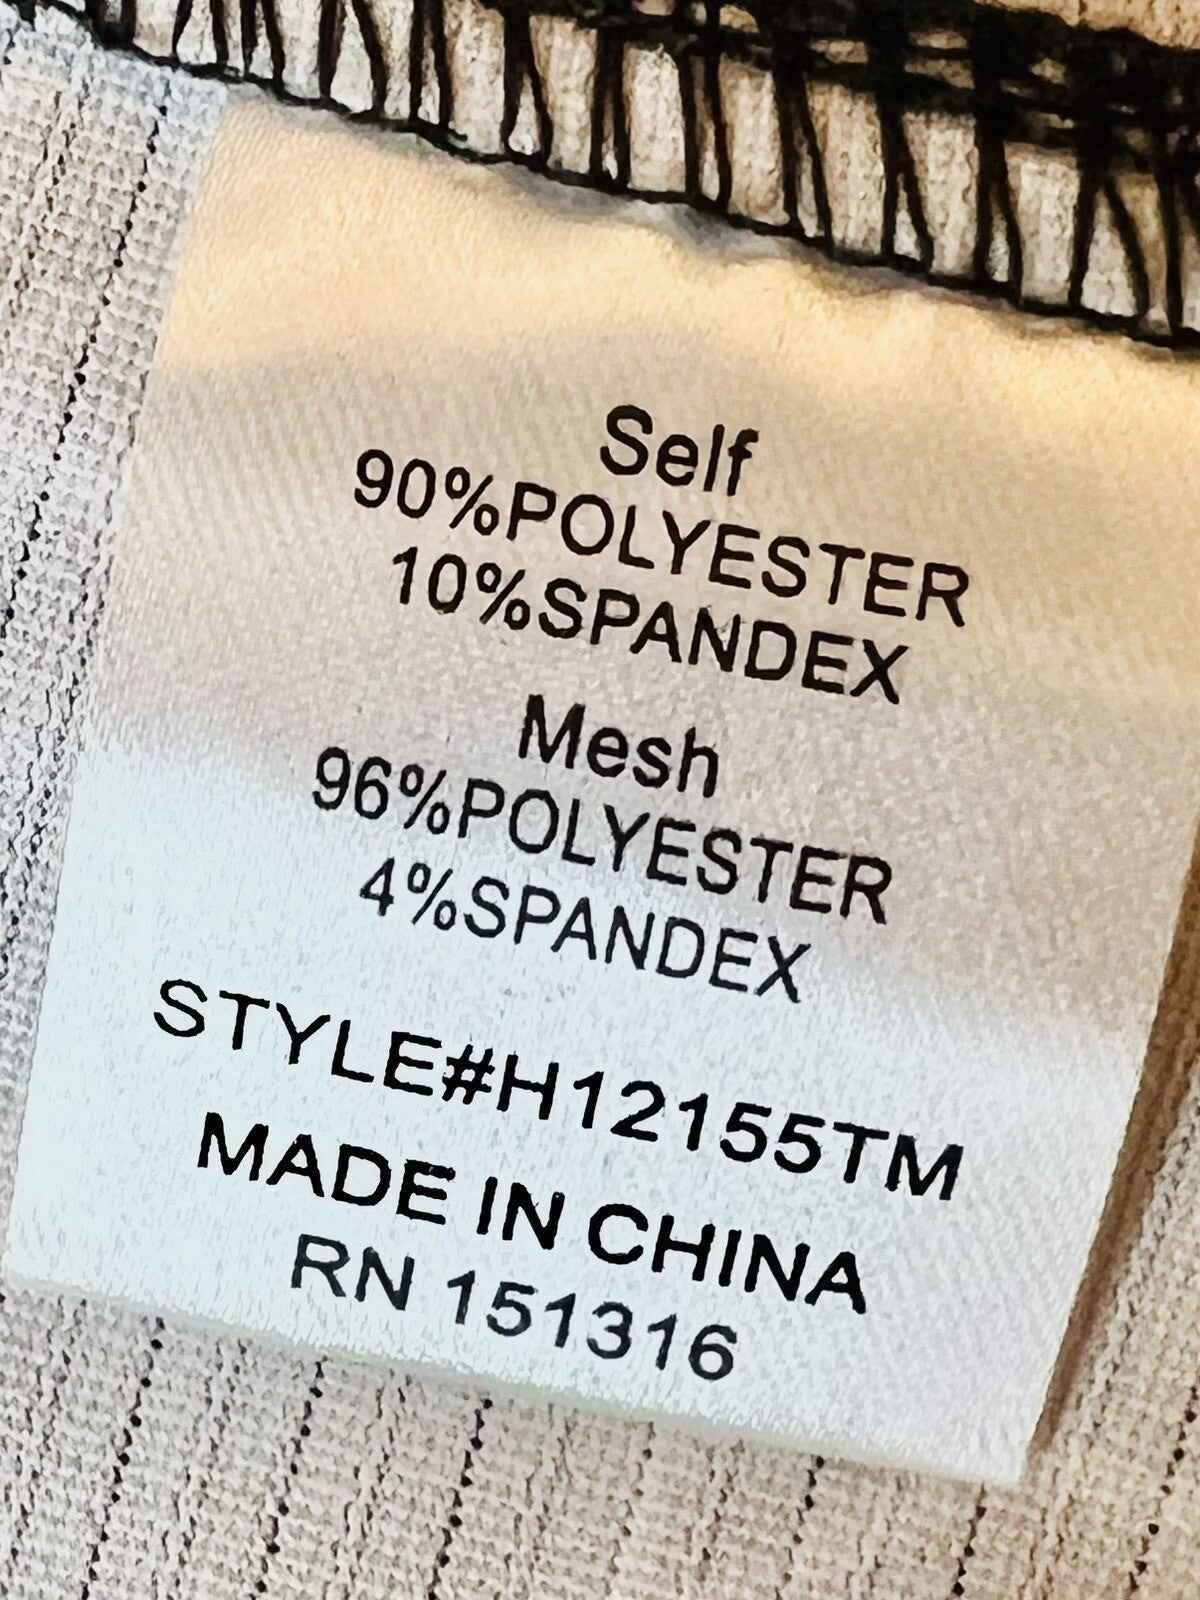 Self
90%POLYESTER
10%SPANDEX
Mesh
96%POLYESTER
4%SPANDEX
STYLE#H12155TM
MADE IN CHINA
RN 151316